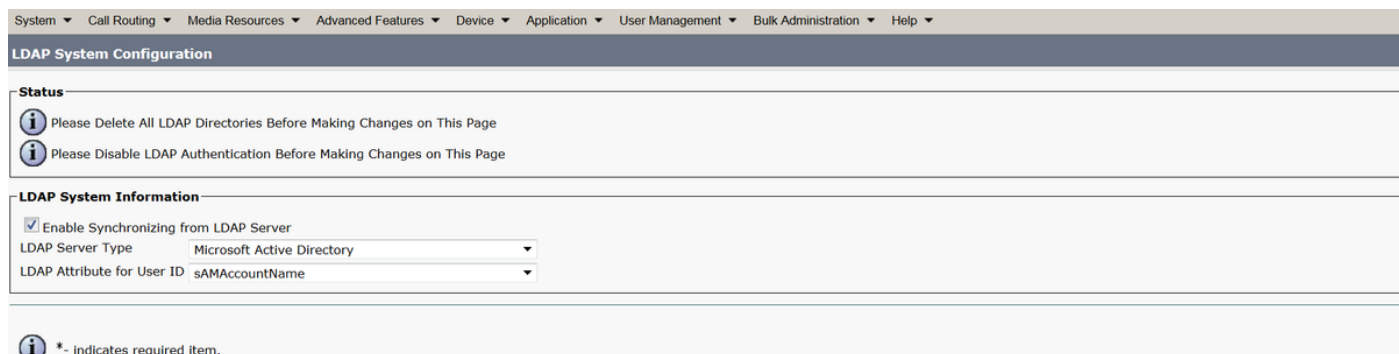 System Call Routing Media Resources Advanced Features Device Application User Management Bulk Administration Help
LDAP System Configuration
Status
Please Delete All LDAP Directories Before Making Changes on This Page
Please Disable LDAP Authentication Before Making Changes on This Page
LDAP System Information
Enable Synchronizing from LDAP Server
LDAP Server Type Microsoft Active Directory
LDAP Attribute for User ID sAMAccountName
*- indicates required item.